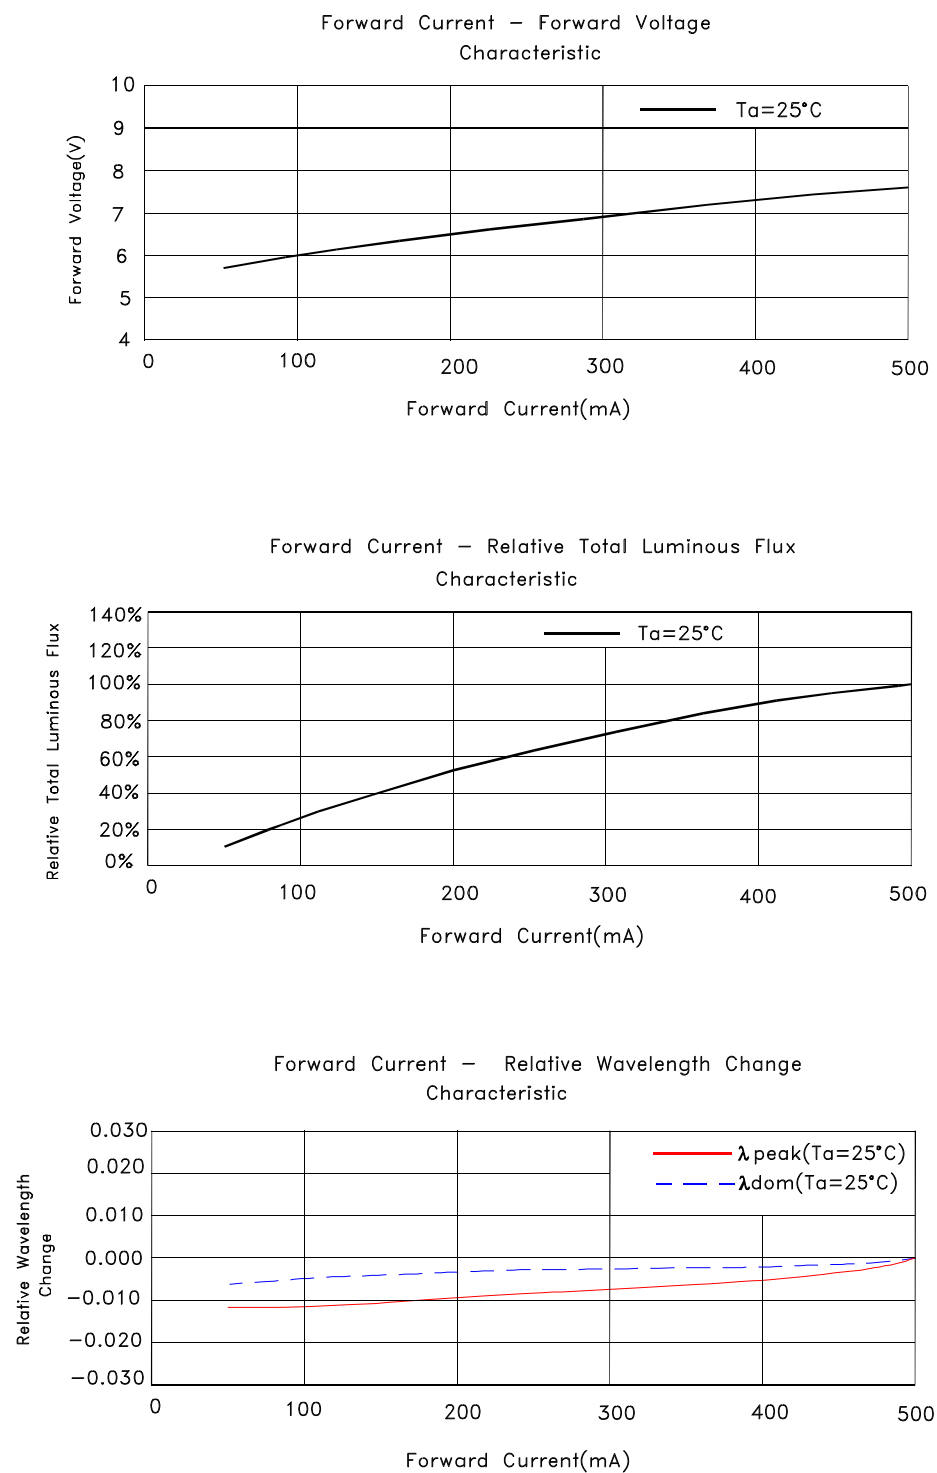 Forward Current - Forward Voltage
Characteristic
10
9
8
7
6
5
4
Forward Voltage(V)
Ta=25°C
0 100 200 300 400 500
Forward Current(mA)
Forward Current - Relative Total Luminous Flux
Characteristic
140%
120%
100%
80%
60%
40%
20%
0%
Relative Total Luminous Flux
Ta=25°C
0 100 200 300 400 500
Forward Current(mA)
Forward Current - Relative Wavelength Change
Characteristic
0.030
0.020
0.010
0.000
-0.010
-0.020
-0.030
Relative Wavelength
Change
λ peak(Ta=25°C)
λdom(Ta=25°C)
0 100 200 300 400 500
Forward Current(mA)